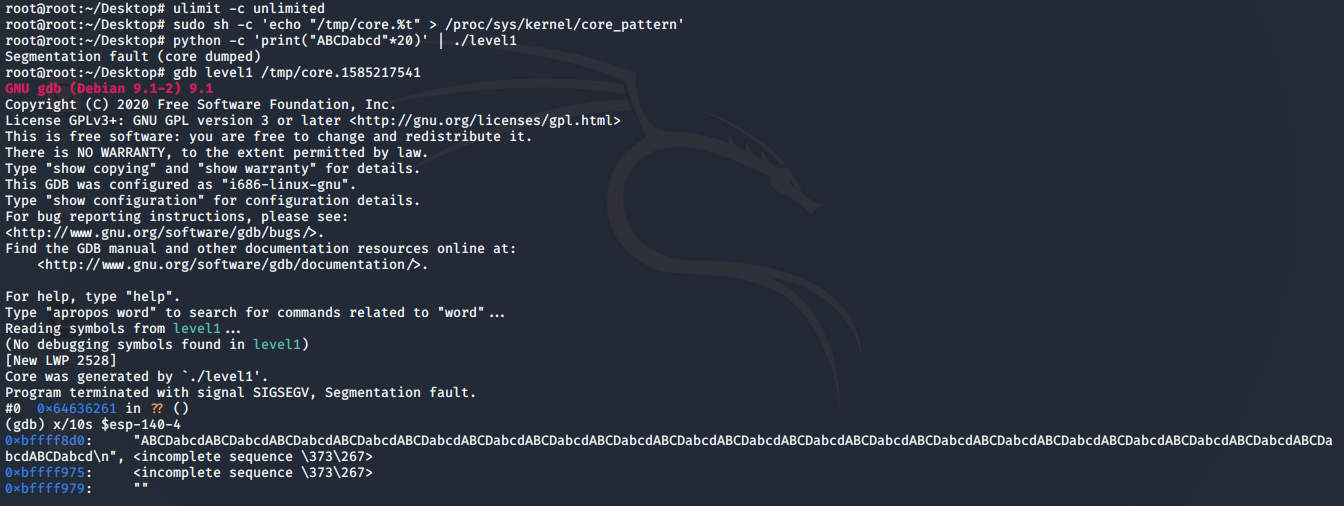 root@root:~/Desktop# ulimit -c unlimited
root@root:~/Desktop# sudo sh -c 'echo "/tmp/core.%t" > /proc/sys/kernel/core_pattern'
root@root:~/Desktop# python -c 'print("ABCDabcd"*20)' | ./level1
Segmentation fault (core dumped)
root@root:~/Desktop# gdb level1 /tmp/core.1585217541
GNU gdb (Debian 9.1-2) 9.1
Copyright (C) 2020 Free Software Foundation, Inc.
License GPLv3+: GNU GPL version 3 or later <http://gnu.org/licenses/gpl.html>
This is free software: you are free to change and redistribute it.
There is NO WARRANTY, to the extent permitted by law.
Type "show copying" and "show warranty" for details.
This GDB was configured as "i686-linux-gnu".
Type "show configuration" for configuration details.
For bug reporting instructions, please see:
<http://www.gnu.org/software/gdb/bugs/>.
Find the GDB manual and other documentation resources online at:
    <http://www.gnu.org/software/gdb/documentation/>.

For help, type "help".
Type "apropos word" to search for commands related to "word"...
Reading symbols from level1...
(No debugging symbols found in level1)
[New LWP 2528]
Core was generated by `./level1'.
Program terminated with signal SIGSEGV, Segmentation fault.
#0  0x64636261 in ?? ()
(gdb) x/10s $esp-140-4
0xbffff8d0:     "ABCDabcdABCDabcdABCDabcdABCDabcdABCDabcdABCDabcdABCDabcdABCDabcdABCDabcdABCDabcdABCDabcdABCDabcdABCDabcdABCDabcdABCDabcdABCDabcdABCDabcdABCDabcdABCDa
bcdABCDabcd\n", <incomplete sequence \373\267>
0xbffff975:     <incomplete sequence \373\267>
0xbffff979:     ""